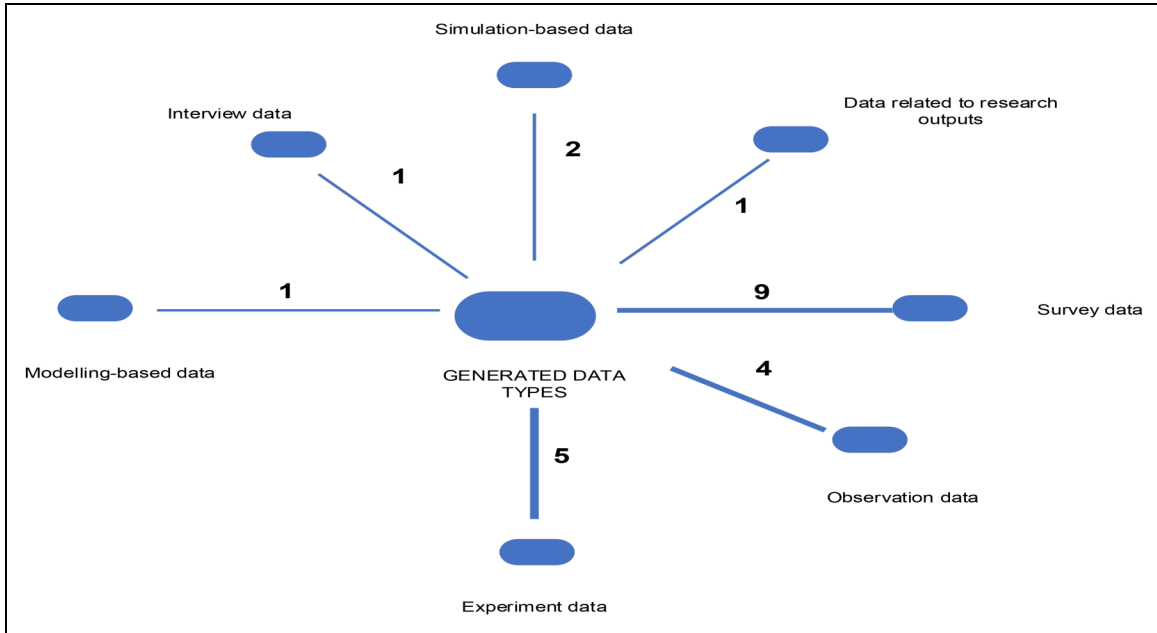 Simulation-based data
Interview data
Data related to research
outputs
2
1
1
1
9
Survey data
Modelling-based data
GENERATED DATA
TYPES
4
5
Observation data
Experiment data